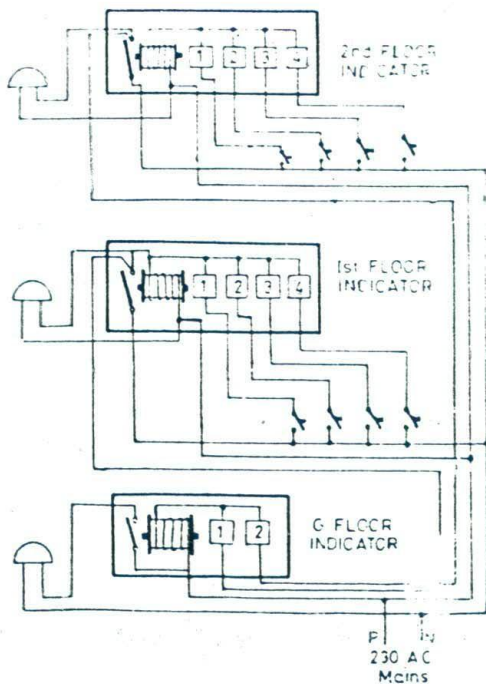 1 2 3 4
2nd FLOOR
INDICATOR
1 2 3 4
Ist FLOOR
INDICATOR
1 2
G FLOOR
INDICATOR
P N
230 AC
Mains